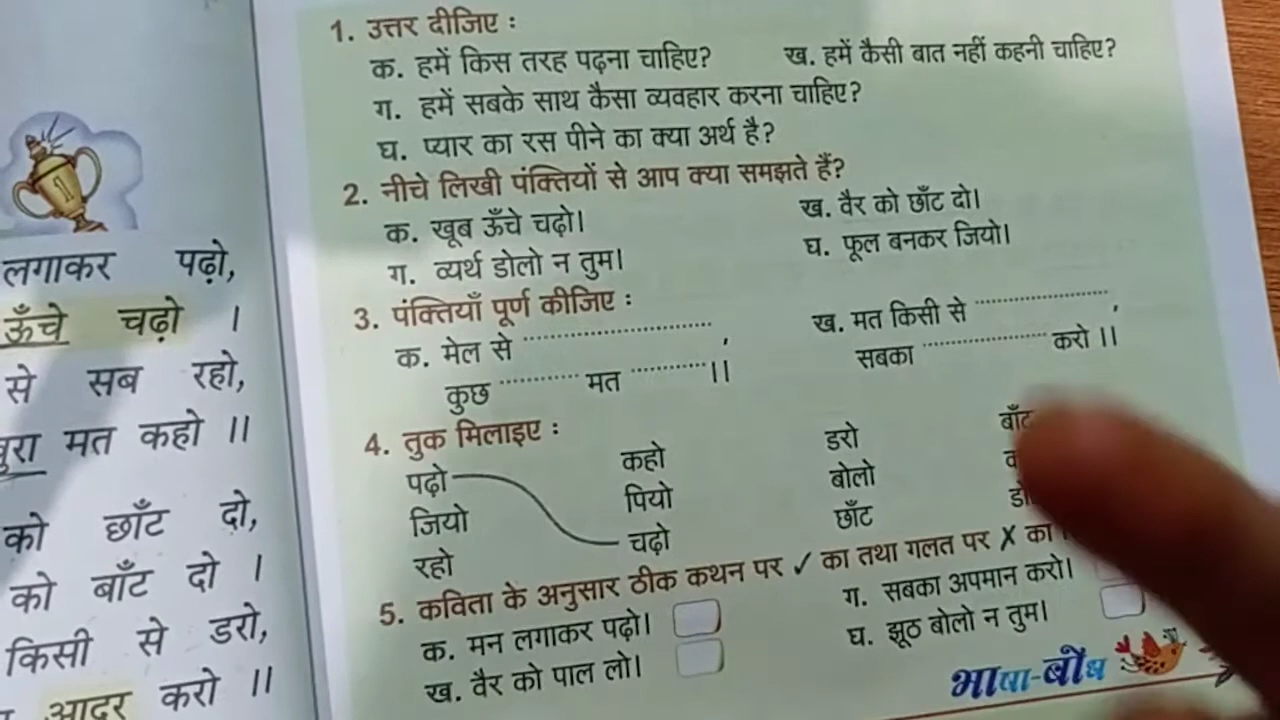 लगाकर पढ़ो,
ऊँचे चढ़ो ।
से सब रहो,
बुरा मत कहो ॥
को छाँट दो,
को बाँट दो ।
किसी से डरो,
आदर करो ॥
1. उत्तर दीजिए :
क. हमें किस तरह पढ़ना चाहिए? ख. हमें कैसी बात नहीं कहनी चाहिए?
ग. हमें सबके साथ कैसा व्यवहार करना चाहिए?
घ. प्यार का रस पीने का क्या अर्थ है?
2. नीचे लिखी पंक्तियों से आप क्या समझते हैं?
क. खूब ऊँचे चढ़ो। ख. वैर को छाँट दो।
ग. व्यर्थ डोलो न तुम। घ. फूल बनकर जियो।
3. पंक्तियाँ पूर्ण कीजिए :
क. मेल से ...................., ख. मत किसी से ....................,
कुछ .......... मत .......... ।। सबका .................... करो ।।
4. तुक मिलाइए :
पढ़ो कहो डरो
जियो पियो बोलो
रहो चढ़ो छाँट
5. कविता के अनुसार ठीक कथन पर ✓ का तथा गलत पर ✗ का
क. मन लगाकर पढ़ो। ग. सबका अपमान करो।
ख. वैर को पाल लो। घ. झूठ बोलो न तुम।
भाषा-बोध